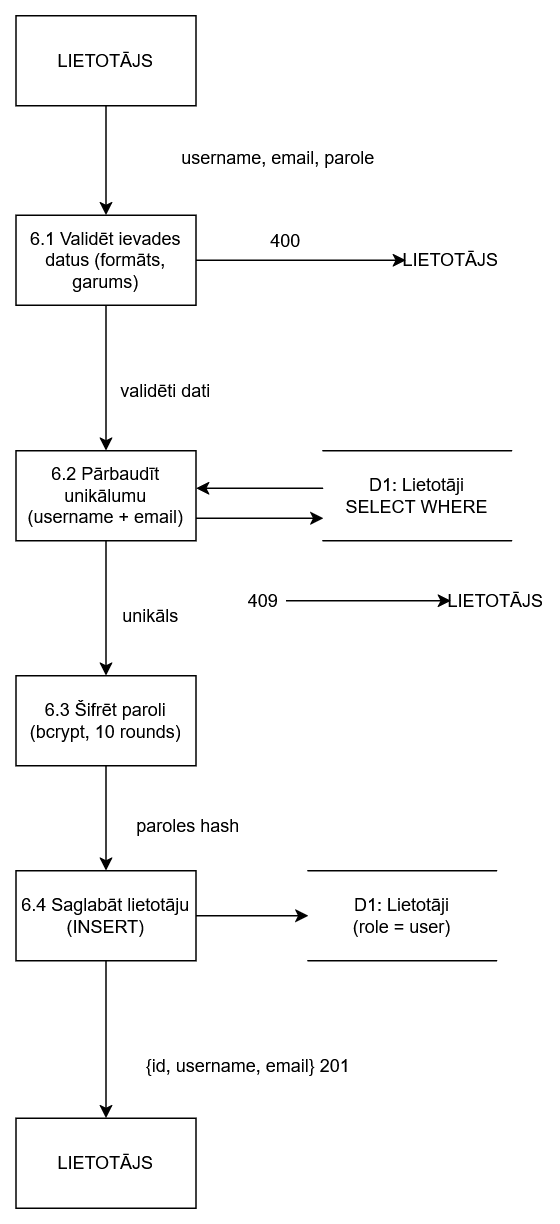 LIETOTĀJS
username, email, parole
6.1 Validēt ievades
datus (formāts,
garums)
400
LIETOTĀJS
validēti dati
6.2 Pārbaudīt
unikālumu
(username + email)
D1: Lietotāji
SELECT WHERE
unikāls
409
LIETOTĀJS
6.3 Šifrēt paroli
(bcrypt, 10 rounds)
paroles hash
6.4 Saglabāt lietotāju
(INSERT)
D1: Lietotāji
(role = user)
{id, username, email} 201
LIETOTĀJS